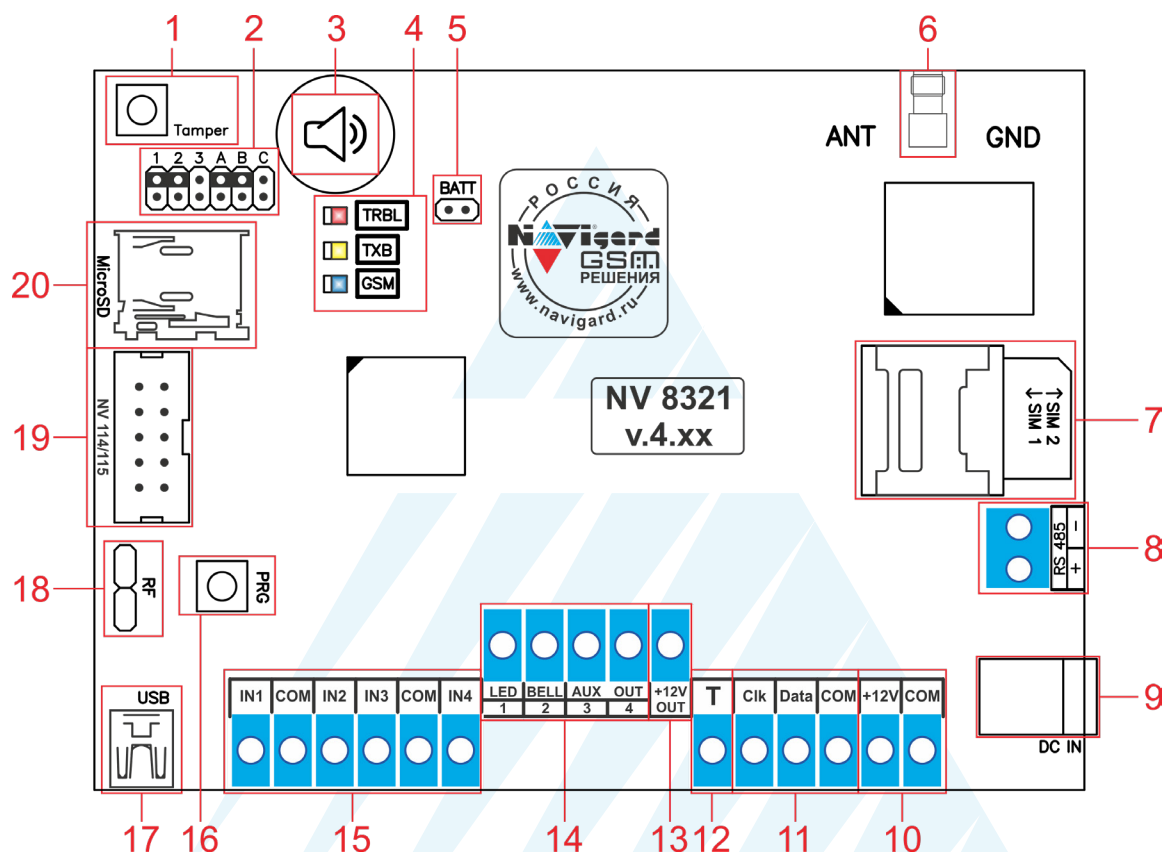 1 2 3 4 5 6
Tamper
1 2 3 A B C
BATT
ANT GND
TRBL
TXB
GSM
РОССИЯ
NAVIgard
GSM
РЕШЕНИЯ
www.navigard.ru
MicroSD
20
NV 8321
v.4.xx
↑SIM 2
↓SIM 1
7
NV 114/115
19
RS 485
- +
8
RF
18
PRG
USB
IN1 COM IN2 IN3 COM IN4
LED BELL AUX OUT +12V
1 2 3 4 OUT
T Clk Data COM +12V COM
9
DC IN
17 16 15 14 13 12 11 10